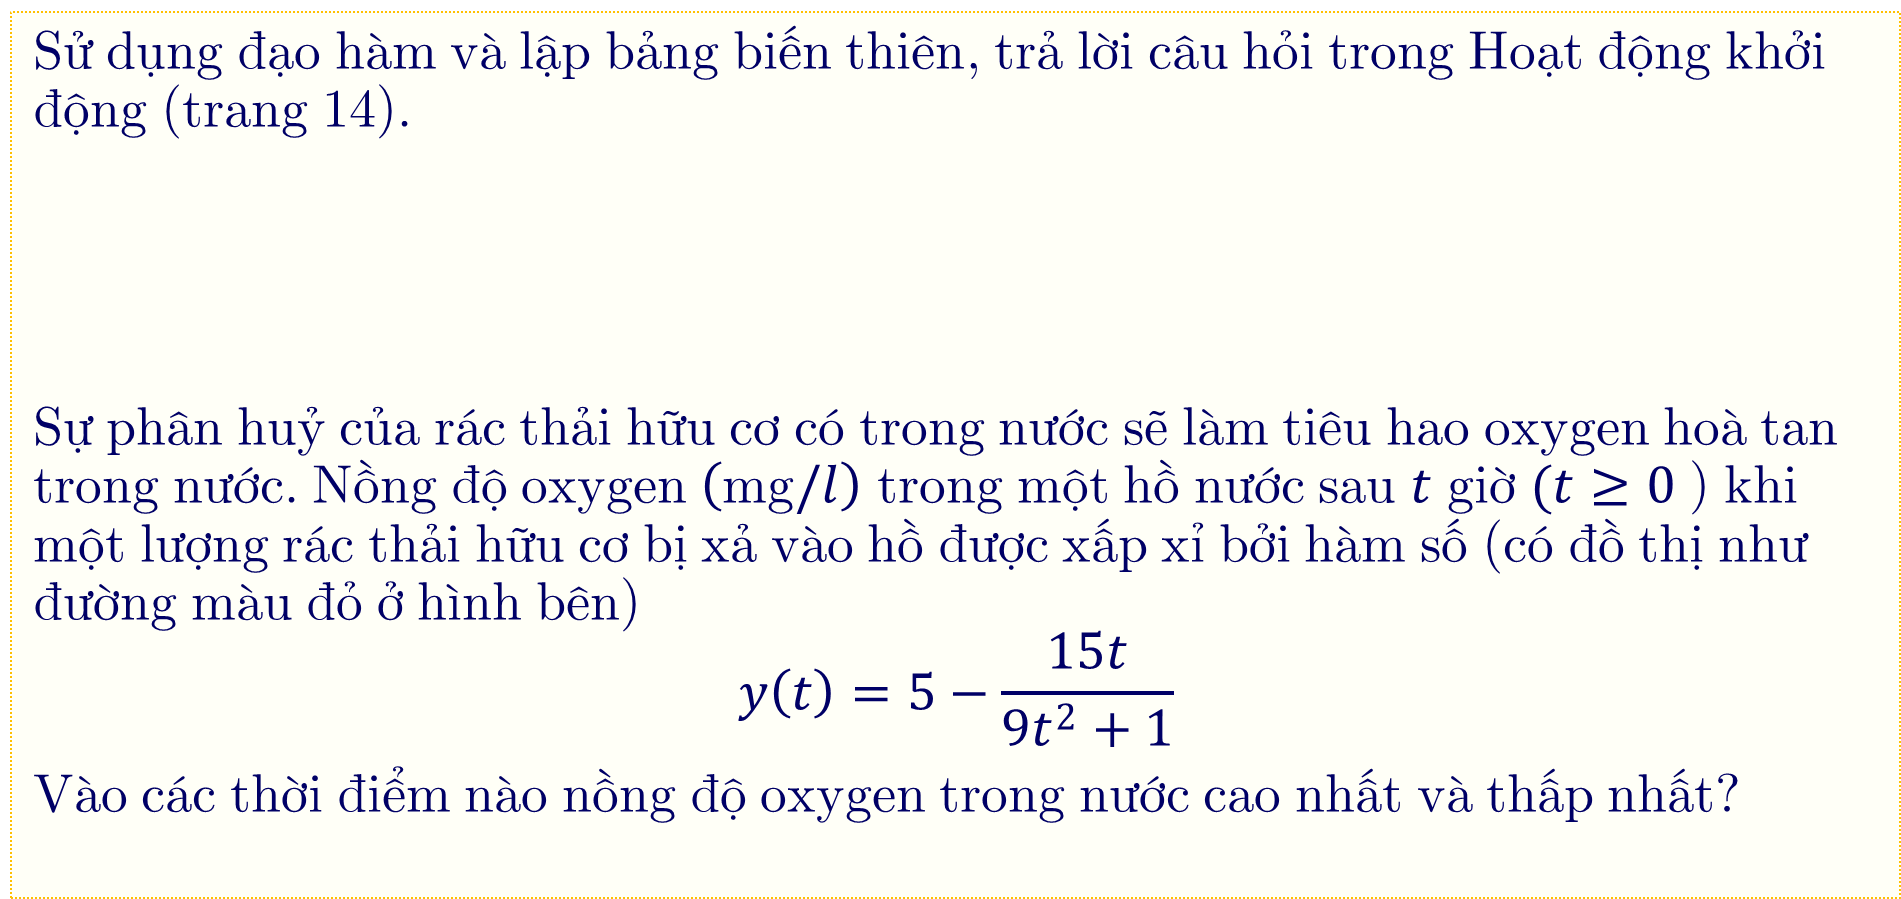 Sử dụng đạo hàm và lập bảng biến thiên, trả lời câu hỏi trong Hoạt động khởi
động (trang 14).
Sự phân huỷ của rác thải hữu cơ có trong nước sẽ làm tiêu hao oxygen hoà tan
trong nước. Nồng độ oxygen (mg/l) trong một hồ nước sau t giờ (t ≥ 0 ) khi
một lượng rác thải hữu cơ bị xả vào hồ được xấp xỉ bởi hàm số (có đồ thị như
đường màu đỏ ở hình bên)
y(t) = 5 − 15t / (9t² + 1)
Vào các thời điểm nào nồng độ oxygen trong nước cao nhất và thấp nhất?